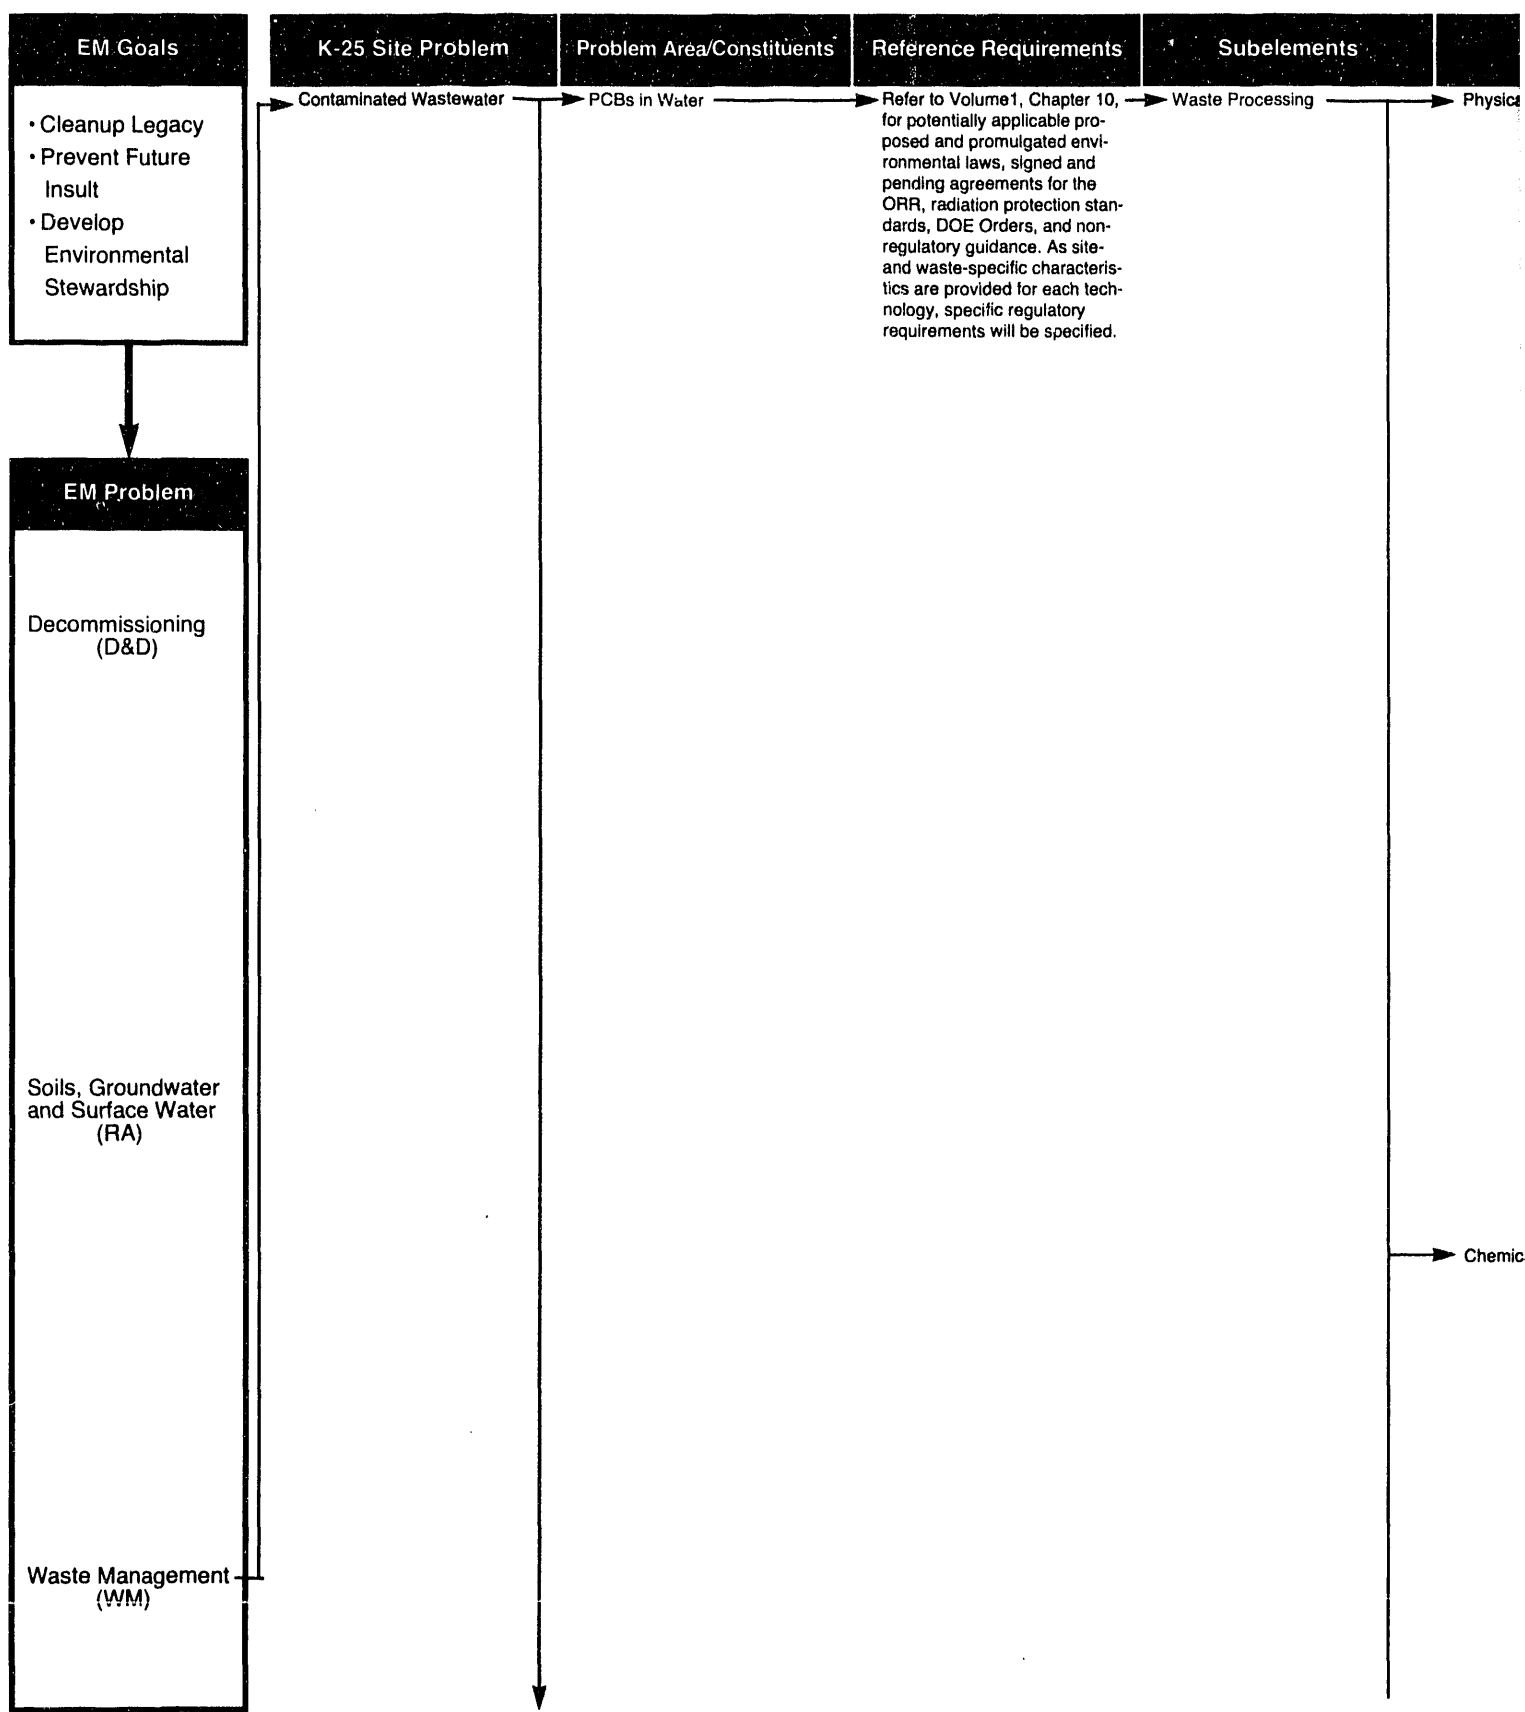 EM Goals
K-25 Site Problem
Problem Area/Constituents
Reference Requirements
Subelements
• Cleanup Legacy
• Prevent Future
Insult
• Develop
Environmental
Stewardship
Contaminated Wastewater
PCBs in Water
Refer to Volume1, Chapter 10,
for potentially applicable pro-
posed and promulgated envi-
ronmental laws, signed and
pending agreements for the
ORR, radiation protection stan-
dards, DOE Orders, and non-
regulatory guidance. As site-
and waste-specific characteris-
tics are provided for each tech-
nology, specific regulatory
requirements will be specified.
Waste Processing
Physica
Chemic
EM Problem
Decommissioning
(D&D)
Soils, Groundwater
and Surface Water
(RA)
Waste Management
(WM)